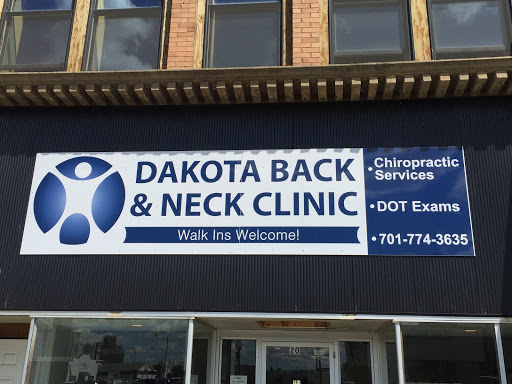 DAKOTA BACK
& NECK CLINIC
Walk Ins Welcome!
• Chiropractic
Services
• DOT Exams
• 701-774-3635
20